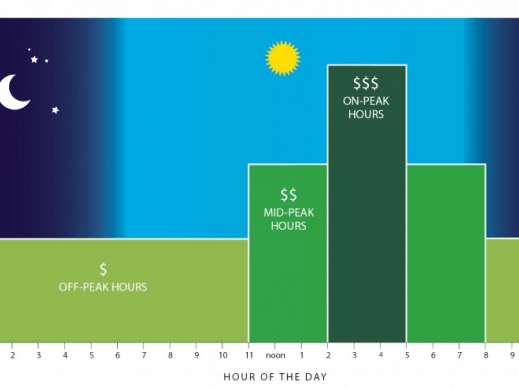 $$$
ON-PEAK
HOURS
$$
MID-PEAK
HOURS
$
OFF-PEAK HOURS
2 3 4 5 6 7 8 9 10 11 noon 1 2 3 4 5 6 7 8 9
HOUR OF THE DAY